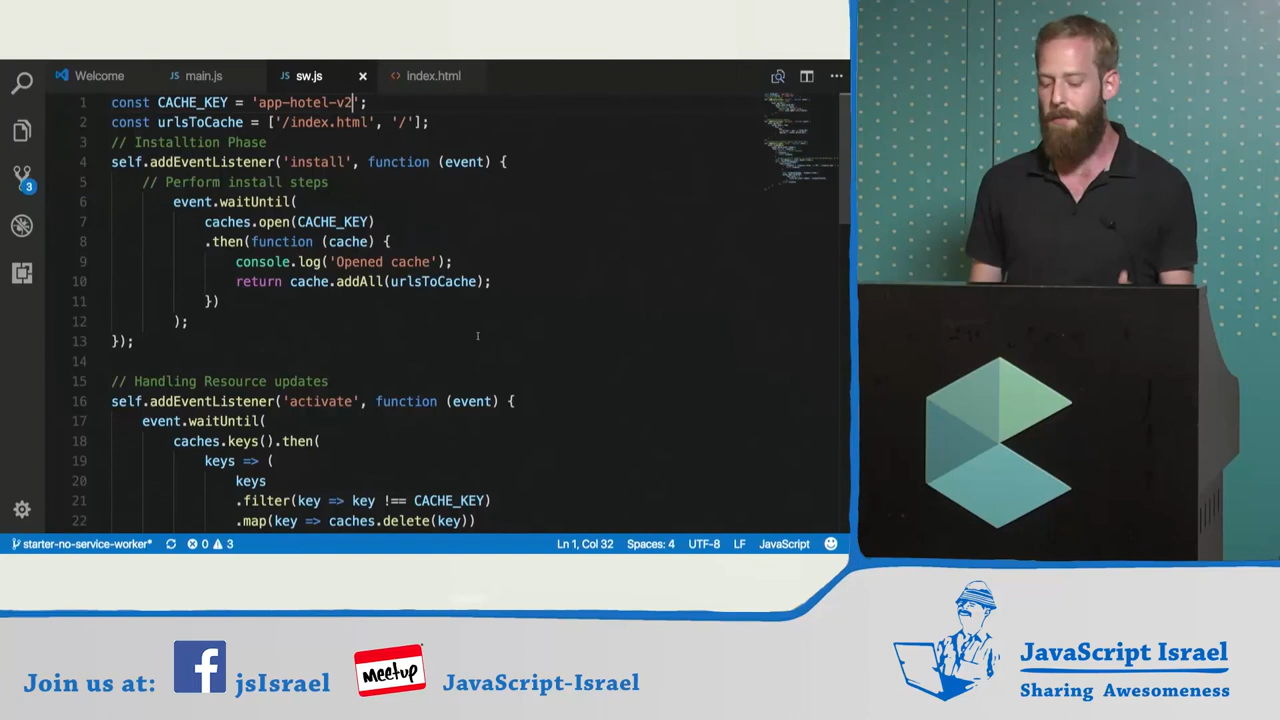 Welcome
main.js
sw.js
index.html
1 const CACHE_KEY = 'app-hotel-v2';
2 const urlsToCache = ['/index.html', '/'];
3 // Installtion Phase
4 self.addEventListener('install', function (event) {
5 // Perform install steps
6 event.waitUntil(
7 caches.open(CACHE_KEY)
8 .then(function (cache) {
9 console.log('Opened cache');
10 return cache.addAll(urlsToCache);
11 })
12 );
13 });
14
15 // Handling Resource updates
16 self.addEventListener('activate', function (event) {
17 event.waitUntil(
18 caches.keys().then(
19 keys => (
20 keys
21 .filter(key => key !== CACHE_KEY)
22 .map(key => caches.delete(key))
3
starter-no-service-worker* 0 3 Ln 1, Col 32 Spaces: 4 UTF-8 LF JavaScript
Join us at: jsIsrael
Meetup
JavaScript-Israel
JavaScript Israel
Sharing Awesomeness